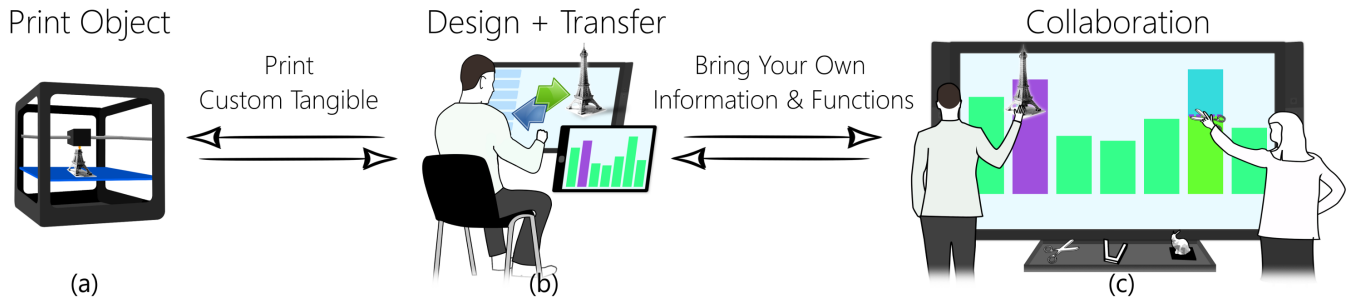 Print Object
Design + Transfer
Collaboration
Print
Custom Tangible
Bring Your Own
Information & Functions
(a)
(b)
(c)